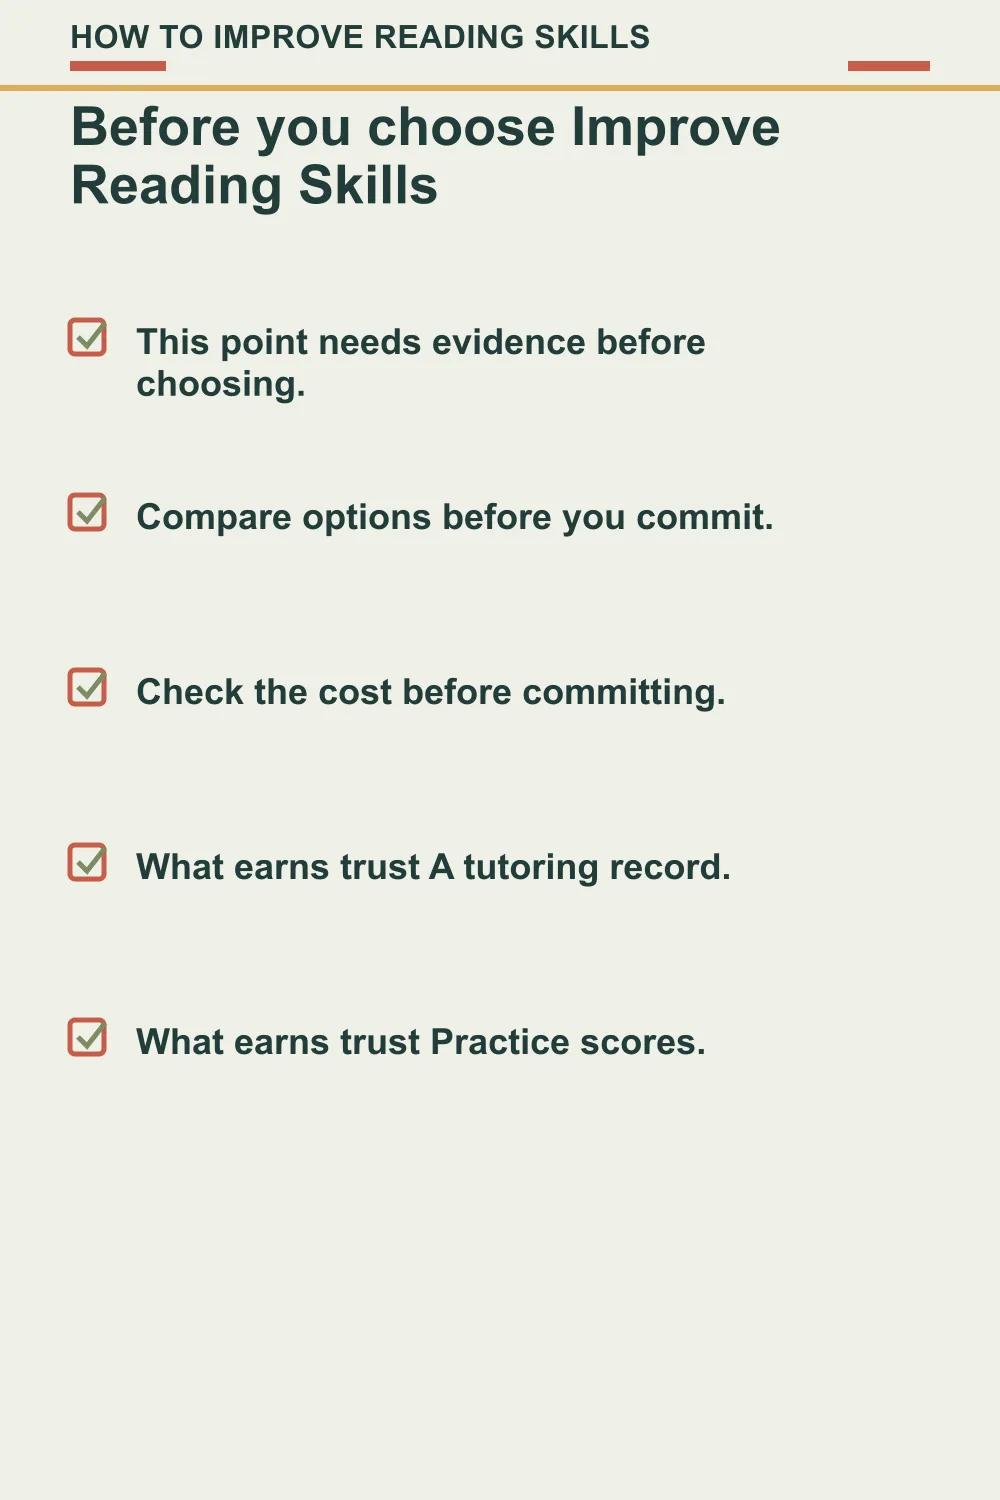 HOW TO IMPROVE READING SKILLS
Before you choose Improve
Reading Skills
This point needs evidence before
choosing.
Compare options before you commit.
Check the cost before committing.
What earns trust A tutoring record.
What earns trust Practice scores.